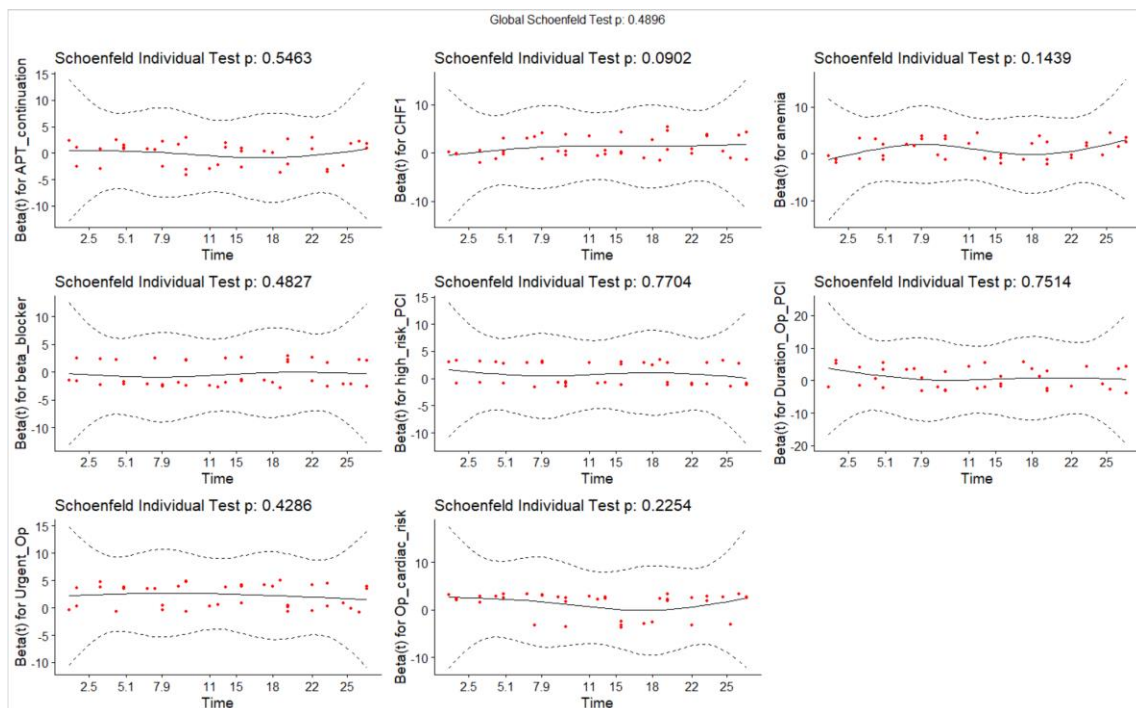 Global Schoenfeld Test p: 0.4896
Schoenfeld Individual Test p: 0.5463
Beta(t) for APT_continuation
15
10
5
0
-5
-10
2.5 5.1 7.9 11 15 18 22 25
Time
Schoenfeld Individual Test p: 0.0902
Beta(t) for CHF1
10
0
-10
2.5 5.1 7.9 11 15 18 22 25
Time
Schoenfeld Individual Test p: 0.1439
Beta(t) for anemia
10
0
-10
2.5 5.1 7.9 11 15 18 22 25
Time
Schoenfeld Individual Test p: 0.4827
Beta(t) for beta_blocker
10
5
0
-5
-10
2.5 5.1 7.9 11 15 18 22 25
Time
Schoenfeld Individual Test p: 0.7704
Beta(t) for high_risk_PCI
15
10
5
0
-5
-10
2.5 5.1 7.9 11 15 18 22 25
Time
Schoenfeld Individual Test p: 0.7514
Beta(t) for Duration_Op_PCI
20
10
0
-10
-20
2.5 5.1 7.9 11 15 18 22 25
Time
Schoenfeld Individual Test p: 0.4286
Beta(t) for Urgent_Op
15
10
5
0
-5
-10
2.5 5.1 7.9 11 15 18 22 25
Time
Schoenfeld Individual Test p: 0.2254
Beta(t) for Op_cardiac_risk
10
0
-10
2.5 5.1 7.9 11 15 18 22 25
Time